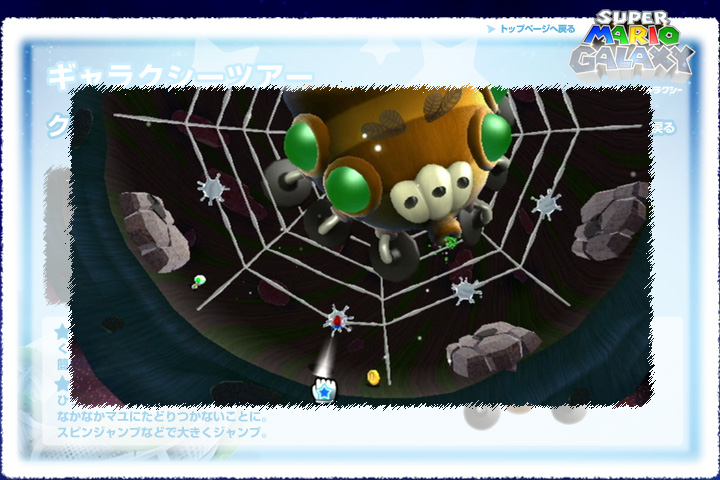 トップページへ戻る
SUPER
MARIO
GALAXY
ギャラクシーツアー
戻る
なかなかマユにたどりつかないことに。
スピンジャンプなどで大きくジャンプ。